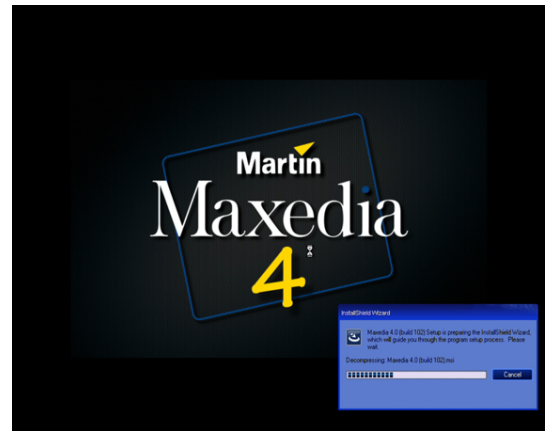 Martin
Maxedia
4
InstallShield Wizard
Maxedia 4.0 (build 102) Setup is preparing the InstallShield Wizard,
which will guide you through the program setup process. Please
wait.
Decompressing: Maxedia 4.0 (build 102).msi
Cancel